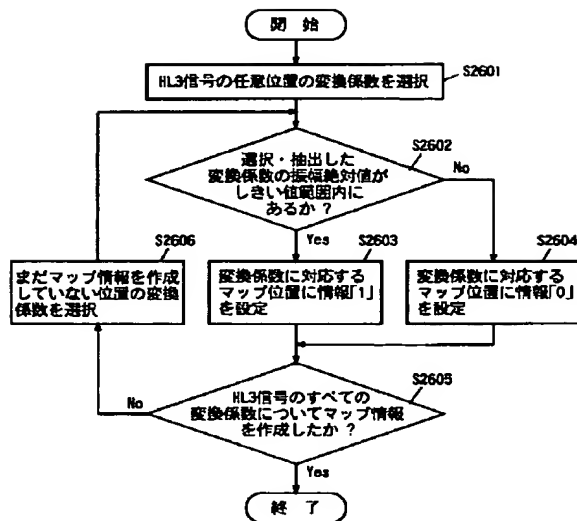 開 始
HL3信号の任意位置の変換係数を選択
S2601
S2602
選択・抽出した
変換係数の振幅絶対値が
しきい値範囲内に
あるか ?
No
Yes
S2606
まだマップ情報を作成
していない位置の変換
係数を選択
S2603
変換係数に対応する
マップ位置に情報「1」
を設定
S2604
変換係数に対応する
マップ位置に情報「0」
を設定
S2605
HL3信号のすべての
変換係数についてマップ情報
を作成したか ?
No
Yes
終 了